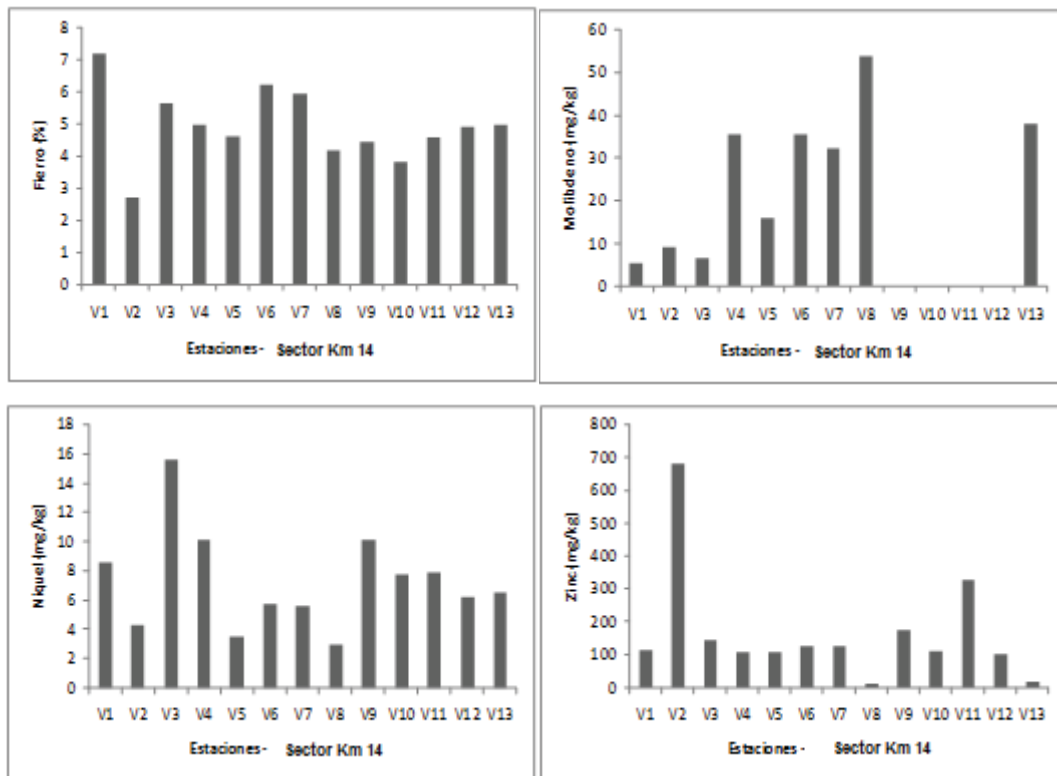 8
7
6
5
4
3
2
1
0
Fierro (%)
V1 V2 V3 V4 V5 V6 V7 V8 V9 V10 V11 V12 V13
Estaciones - Sector Km 14
60
50
40
30
20
10
0
Molibdeno (mg/kg)
V1 V2 V3 V4 V5 V6 V7 V8 V9 V10 V11 V12 V13
Estaciones - Sector Km 14
18
16
14
12
10
8
6
4
2
0
Niquel (mg/kg)
V1 V2 V3 V4 V5 V6 V7 V8 V9 V10 V11 V12 V13
Estaciones - Sector Km 14
800
700
600
500
400
300
200
100
0
Zinc (mg/kg)
V1 V2 V3 V4 V5 V6 V7 V8 V9 V10 V11 V12 V13
Estaciones - Sector Km 14